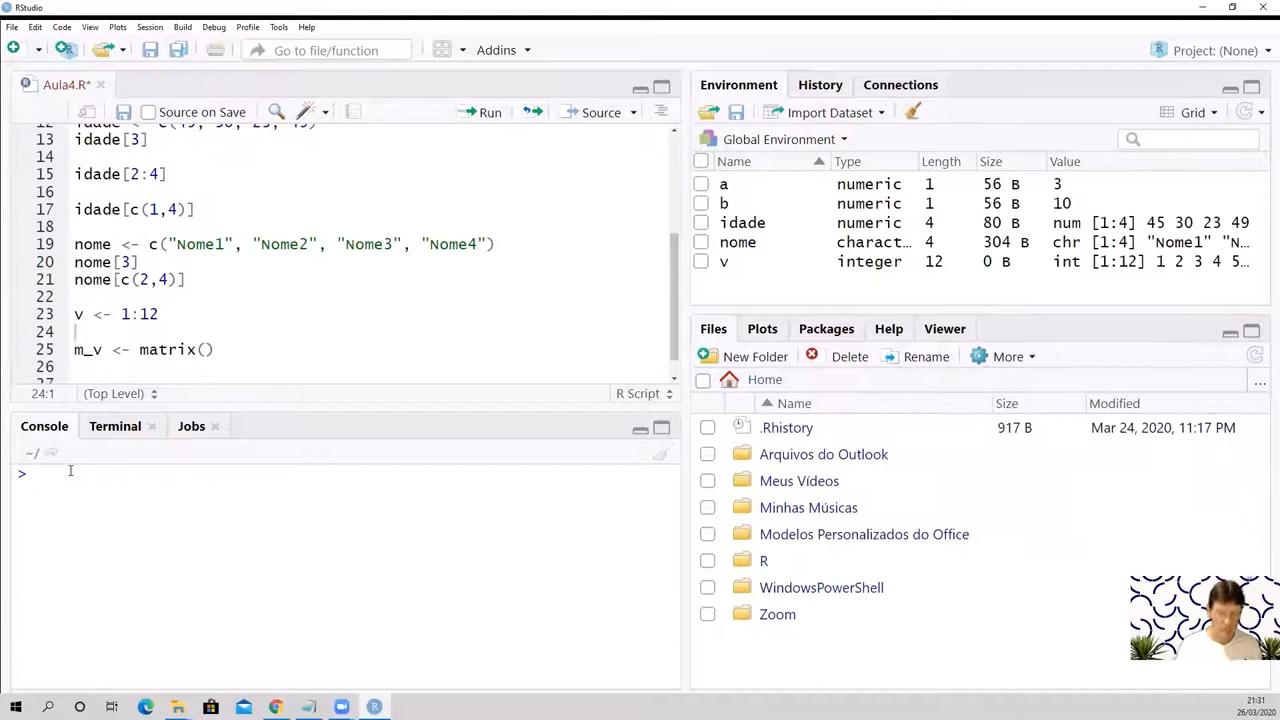 RStudio
File Edit Code View Plots Session Build Debug Profile Tools Help
Go to file/function
Addins
Project: (None)
Aula4.R*
Source on Save
Run
Source
13 idade[3]
14
15 idade[2:4]
16
17 idade[c(1,4)]
18
19 nome <- c("Nome1", "Nome2", "Nome3", "Nome4")
20 nome[3]
21 nome[c(2,4)]
22
23 v <- 1:12
24
25 m_v <- matrix()
26
24:1 (Top Level) R Script
Console Terminal Jobs
~/
>
Environment History Connections
Import Dataset
Grid
Global Environment
Name Type Length Size Value
a numeric 1 56 B 3
b numeric 1 56 B 10
idade numeric 4 80 B num [1:4] 45 30 23 49
nome charact… 4 304 B chr [1:4] "Nome1" "N…
v integer 12 0 B int [1:12] 1 2 3 4 5…
Files Plots Packages Help Viewer
New Folder Delete Rename More
Home
Name Size Modified
.Rhistory 917 B Mar 24, 2020, 11:17 PM
Arquivos do Outlook
Meus Vídeos
Minhas Músicas
Modelos Personalizados do Office
R
WindowsPowerShell
Zoom
21:31
26/03/2020